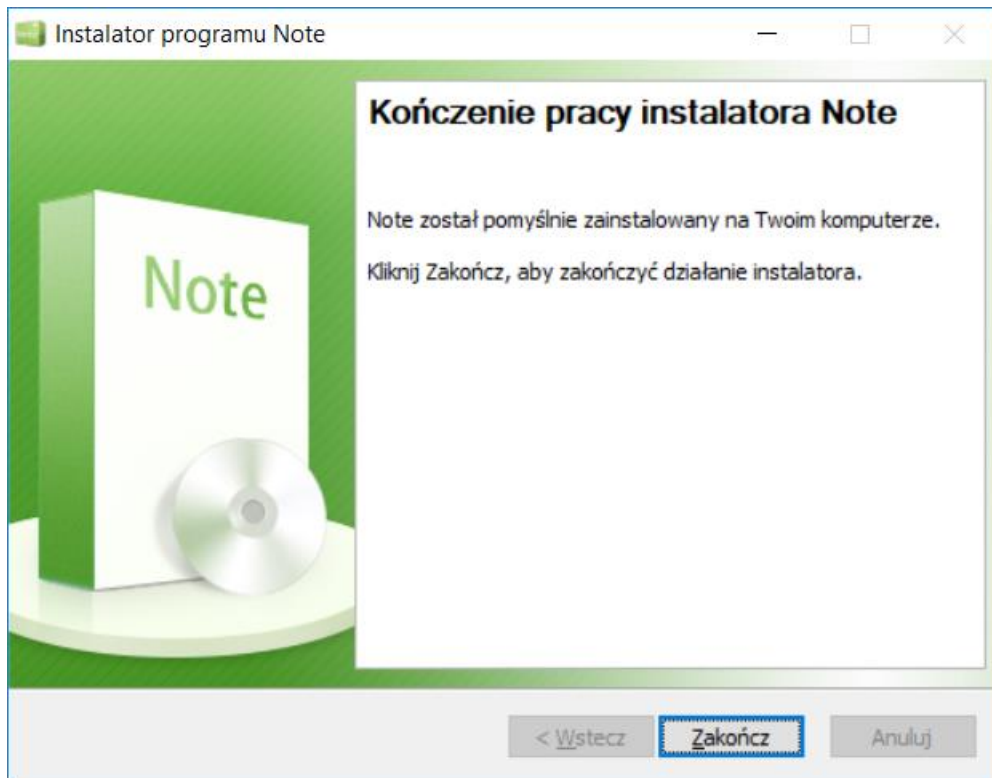 Instalator programu Note
Kończenie pracy instalatora Note
Note został pomyślnie zainstalowany na Twoim komputerze.
Kliknij Zakończ, aby zakończyć działanie instalatora.
Note
< Wstecz
Zakończ
Anuluj